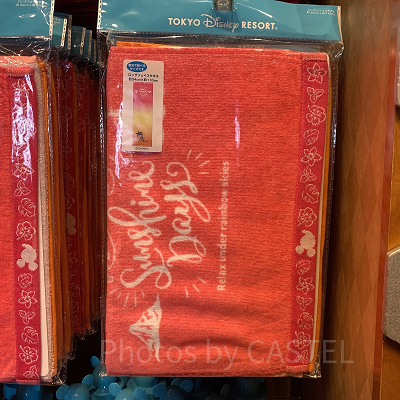 TOKYO Disney RESORT®
Sunshine
Days
Relax under rainbow skies
Photos by CASTEL